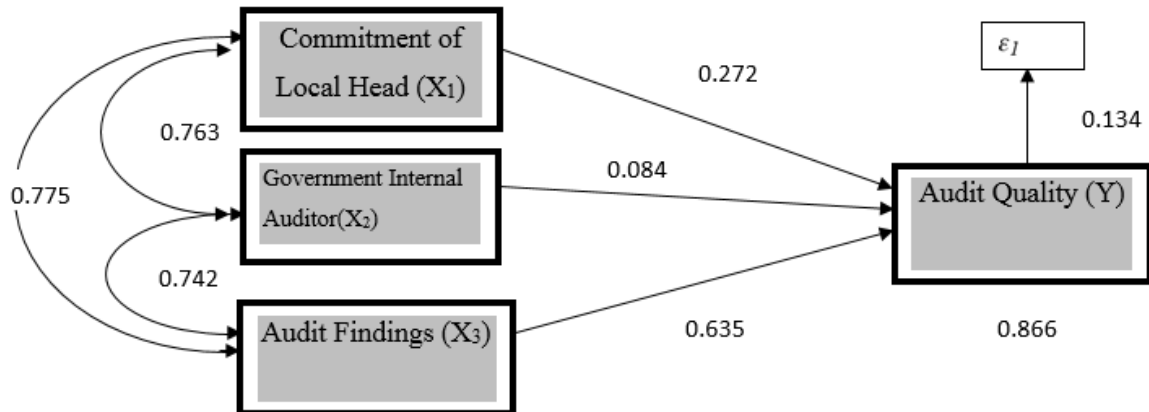 Commitment of
Local Head (X₁)
ε₁
0.272
0.134
0.763
Government Internal
Auditor(X₂)
0.084
Audit Quality (Y)
0.775
0.742
Audit Findings (X₃)
0.635
0.866